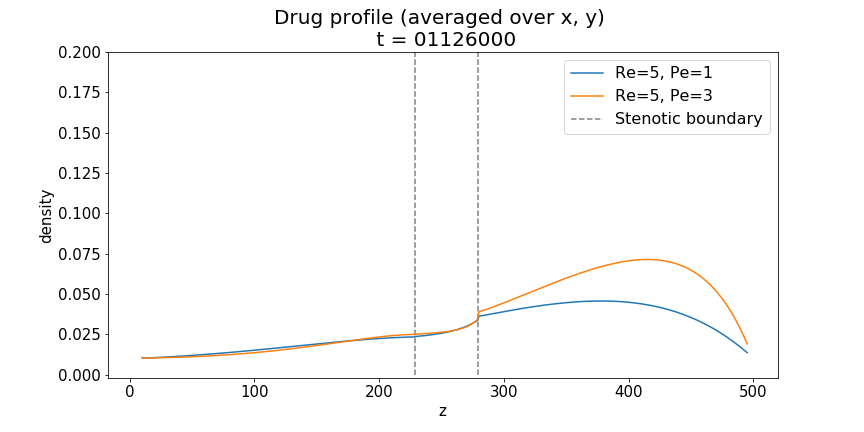 Drug profile (averaged over x, y)
t = 01126000
0.200
0.175
0.150
0.125
0.100
0.075
0.050
0.025
0.000
density
Re=5, Pe=1
Re=5, Pe=3
Stenotic boundary
0
100
200
300
400
500
z